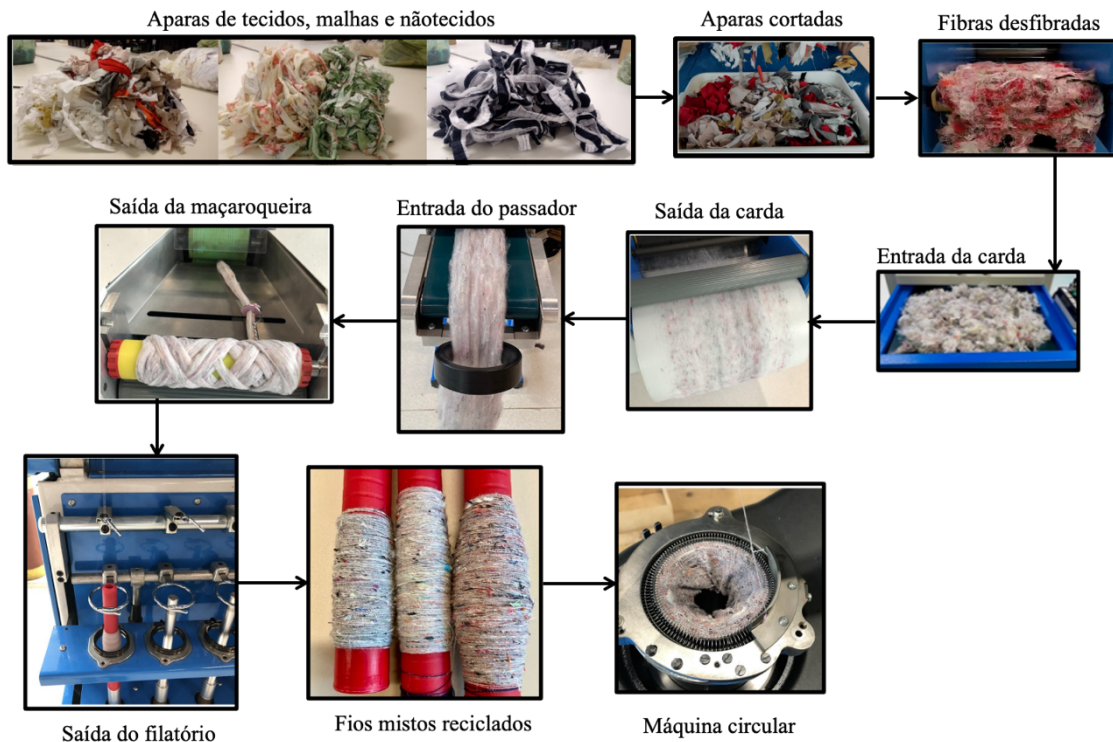 Aparas de tecidos, malhas e nãotecidos
Aparas cortadas
Fibras desfibradas
Saída da maçaroqueira
Entrada do passador
Saída da carda
Entrada da carda
Saída do filatório
Fios mistos reciclados
Máquina circular